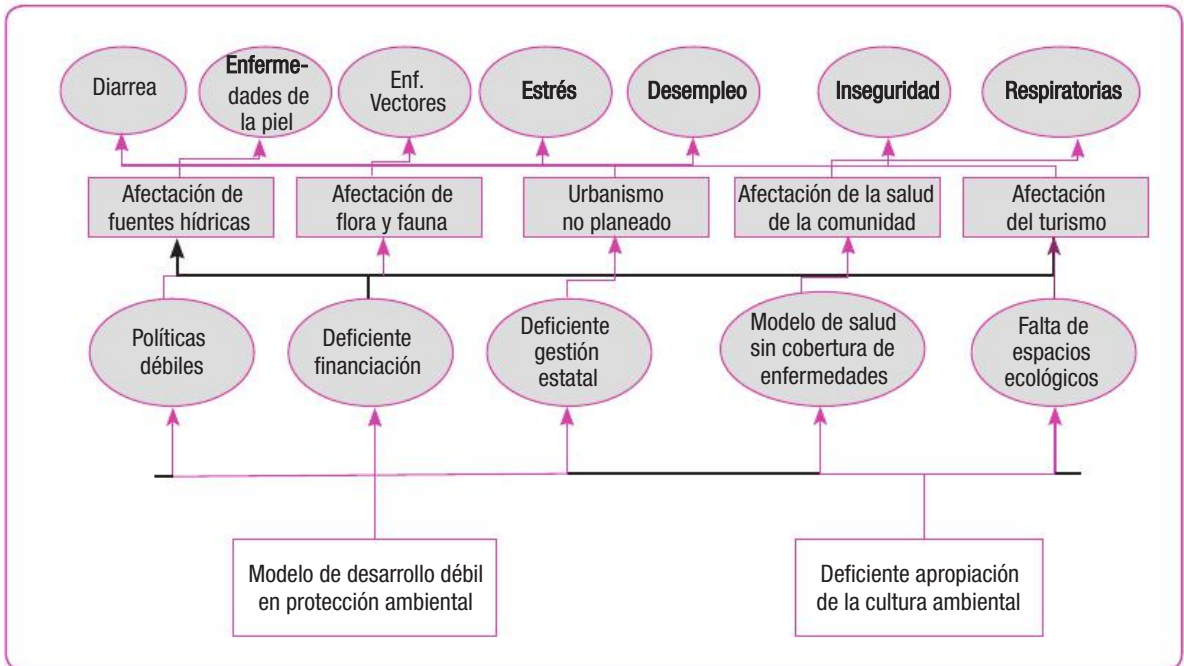 Diarrea
Enferme-
dades de
la piel
Enf.
Vectores
Estrés
Desempleo
Inseguridad
Respiratorias
Afectación de
fuentes hídricas
Afectación de
flora y fauna
Urbanismo
no planeado
Afectación de la salud
de la comunidad
Afectación
del turismo
Políticas
débiles
Deficiente
financiación
Deficiente
gestión
estatal
Modelo de salud
sin cobertura de
enfermedades
Falta de
espacios
ecológicos
Modelo de desarrollo débil
en protección ambiental
Deficiente apropiación
de la cultura ambiental